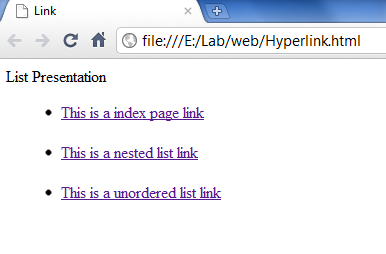 Link
file:///E:/Lab/web/Hyperlink.html
List Presentation
This is a index page link
This is a nested list link
This is a unordered list link